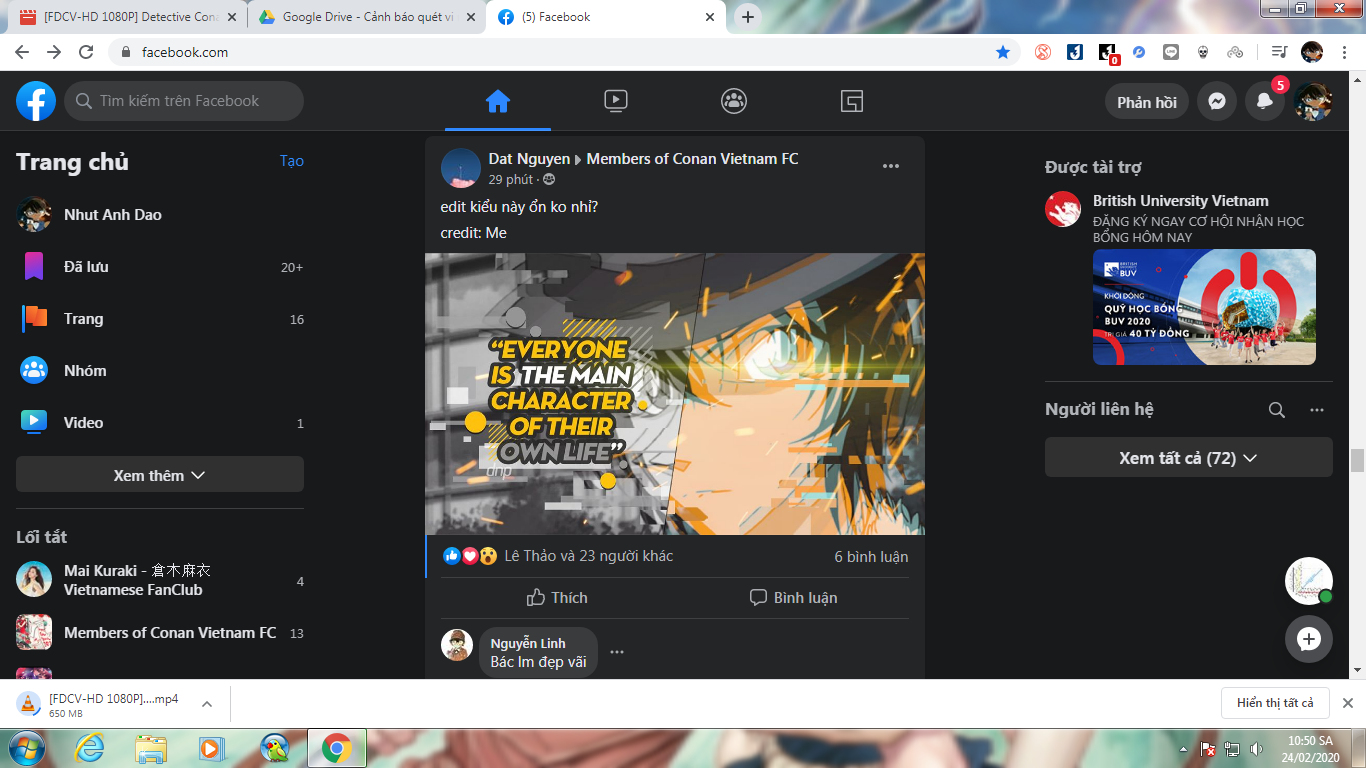 [FDCV-HD 1080P] Detective Cona
Google Drive - Cảnh báo quét vi
(5) Facebook
facebook.com
0
Tìm kiếm trên Facebook
Phản hồi
5
Trang chủ
Tạo
Nhut Anh Dao
Đã lưu
20+
Trang
16
Nhóm
Video
1
Xem thêm
Lối tắt
Mai Kuraki - 倉木麻衣
Vietnamese FanClub
4
Members of Conan Vietnam FC
13
Dat Nguyen Members of Conan Vietnam FC
29 phút ·
edit kiểu này ổn ko nhỉ?
credit: Me
“EVERYONE
IS THE MAIN
CHARACTER
OF THEIR
OWN LIFE”
dnp
Lê Thảo và 23 người khác
6 bình luận
Thích
Bình luận
Nguyễn Linh
Bác lm đẹp vãi
Được tài trợ
British University Vietnam
ĐĂNG KÝ NGAY CƠ HỘI NHẬN HỌC
BỔNG HÔM NAY
BRITISH
UNIVERSITY
BUV
KHỞI ĐỘNG
QUỸ HỌC BỔNG
BUV 2020
TRỊ GIÁ 40 TỶ ĐỒNG
Người liên hệ
Xem tất cả (72)
[FDCV-HD 1080P]....mp4
650 MB
Hiển thị tất cả
10:50 SA
24/02/2020